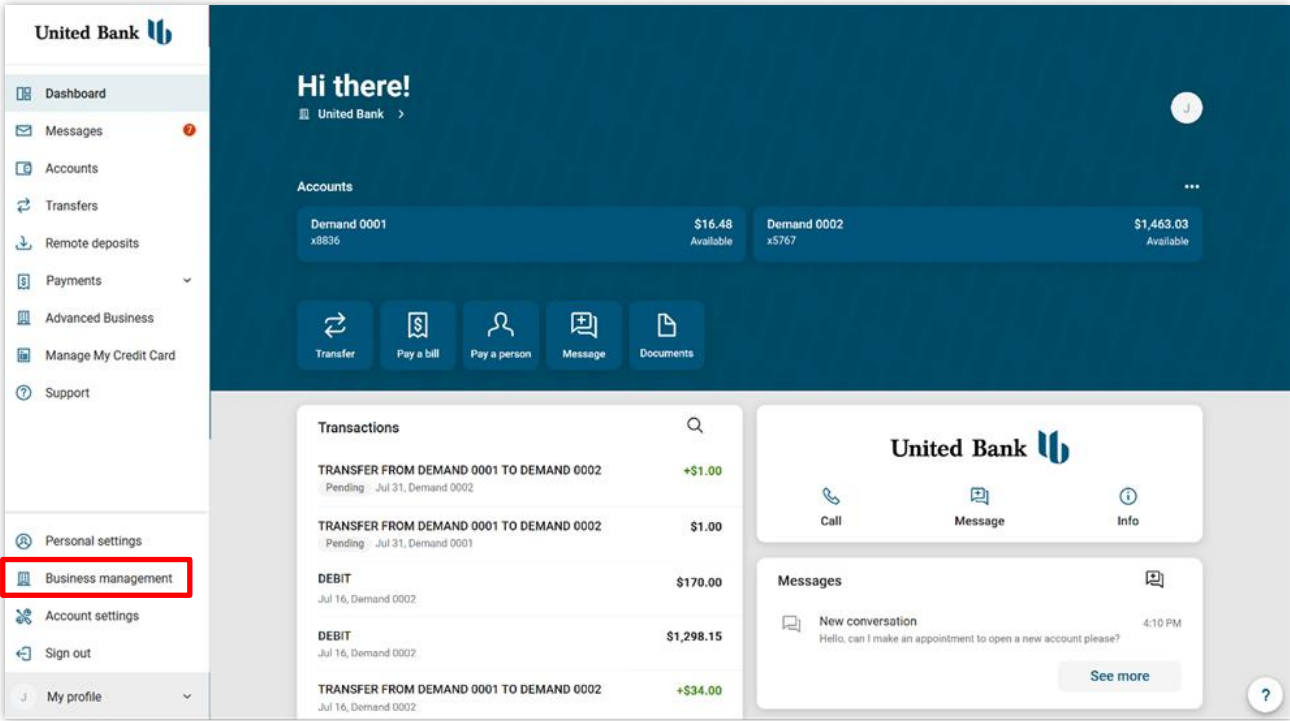 United Bank
Dashboard
Messages 7
Accounts
Transfers
Remote deposits
Payments
Advanced Business
Manage My Credit Card
Support
Personal settings
Business management
Account settings
Sign out
J My profile
Hi there!
United Bank >
J
Accounts
Demand 0001 $16.48
x8836 Available
Demand 0002 $1,463.03
x5767 Available
Transfer
Pay a bill
Pay a person
Message
Documents
Transactions
TRANSFER FROM DEMAND 0001 TO DEMAND 0002 +$1.00
Pending Jul 31, Demand 0002
TRANSFER FROM DEMAND 0001 TO DEMAND 0002 $1.00
Pending Jul 31, Demand 0001
DEBIT $170.00
Jul 16, Demand 0002
DEBIT $1,298.15
Jul 16, Demand 0002
TRANSFER FROM DEMAND 0001 TO DEMAND 0002 +$34.00
Jul 16, Demand 0002
United Bank
Call
Message
Info
Messages
New conversation 4:10 PM
Hello, can I make an appointment to open a new account please?
See more
?